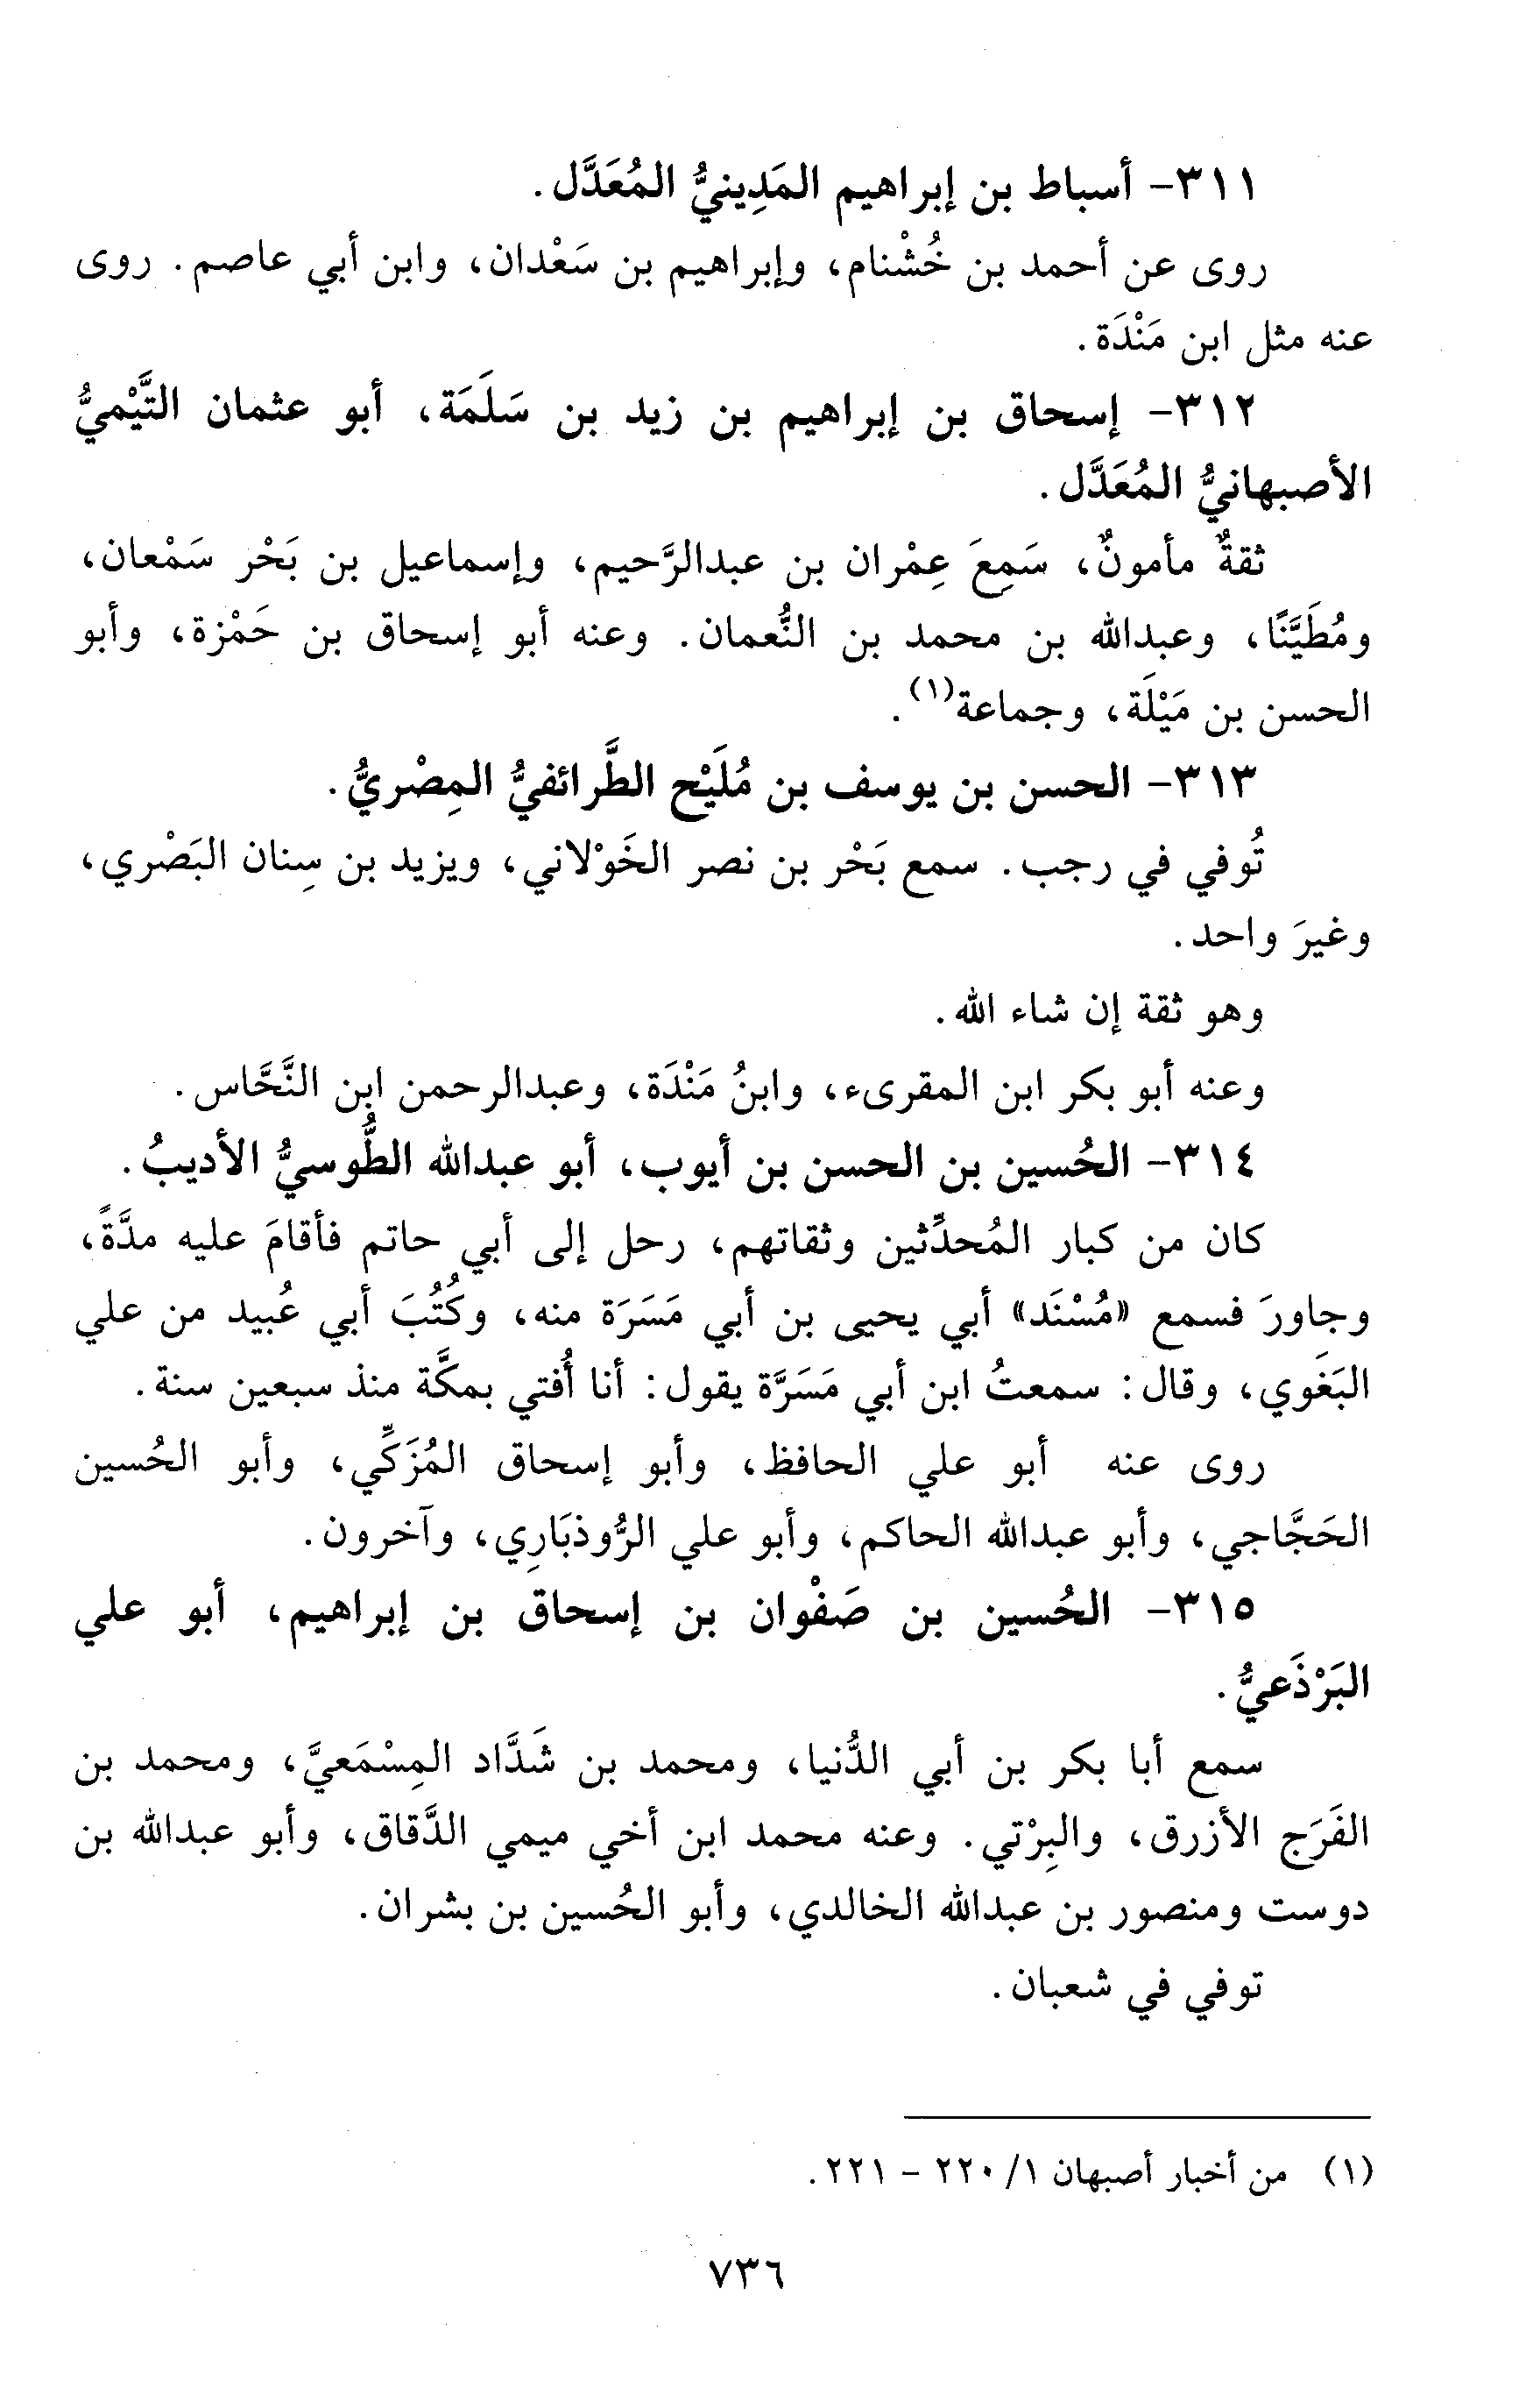 ٣١١- أسباط بن إبراهيم المَدِينيُّ المُعَدَّل.
روى عن أحمد بن خُشْنام، وإبراهيم بن سَعْدان، وابن أبي عاصم. روى
عنه مثل ابن مَنْدَة.
٣١٢- إسحاق بن إبراهيم بن زيد بن سَلَمَة، أبو عثمان التَّيْميُّ
الأصبهانيُّ المُعَدَّل.
ثقةٌ مأمونٌ، سَمِعَ عِمْران بن عبدالرَّحيم، وإسماعيل بن بَحْر سَمْعان،
ومُطَيَّنًا، وعبدالله بن محمد بن النُّعمان. وعنه أبو إسحاق بن حَمْزة، وأبو
الحسن بن مَيْلَة، وجماعة(١).
٣١٣- الحسن بن يوسف بن مُلَيْح الطَّرائفيُّ المِصْريُّ.
تُوفي في رجب. سمع بَحْر بن نصر الخَوْلاني، ويزيد بن سِنان البَصْري،
وغيرَ واحد.
وهو ثقة إن شاء الله.
وعنه أبو بكر ابن المقرىء، وابنُ مَنْدَة، وعبدالرحمن ابن النَّحَّاس.
٣١٤- الحُسين بن الحسن بن أيوب، أبو عبدالله الطُّوسيُّ الأديبُ.
كان من كبار المُحدِّثين وثقاتهم، رحل إلى أبي حاتم فأقامَ عليه مدَّةً،
وجاورَ فسمع «مُسْنَد» أبي يحيى بن أبي مَسَرَة منه، وكُتُبَ أبي عُبيد من علي
البَغَوي، وقال: سمعتُ ابن أبي مَسَرَّة يقول: أنا أُفتي بمكَّة منذ سبعين سنة.
روى عنه أبو علي الحافظ، وأبو إسحاق المُزَكِّي، وأبو الحُسين
الحَجَّاجي، وأبو عبدالله الحاكم، وأبو علي الرُّوذبَارِي، وآخرون.
٣١٥- الحُسين بن صَفْوان بن إسحاق بن إبراهيم، أبو علي
البَرْذَعيُّ.
سمع أبا بكر بن أبي الدُّنيا، ومحمد بن شَدَّاد المِسْمَعيَّ، ومحمد بن
الفَرَج الأزرق، والبِرْتي. وعنه محمد ابن أخي ميمي الدَّقاق، وأبو عبدالله بن
دوست ومنصور بن عبدالله الخالدي، وأبو الحُسين بن بشران.
توفي في شعبان.
(١) من أخبار أصبهان ١/ ٢٢٠ - ٢٢١.
٧٣٦